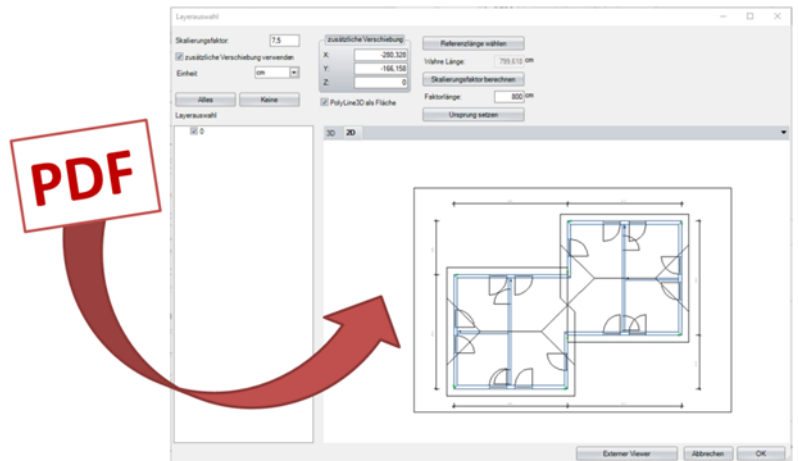 Layerauswahl
Skalierungsfaktor: 7,5
zusätzliche Verschiebung verwenden
Einheit cm
Alles Keine
Layerauswahl
0
zusätzliche Verschiebung
X: -280,328
Y: -166,158
Z: 0
PolyLine3D als Fläche
Referenzlänge wählen
Wahre Länge: 799,618 cm
Skalierungsfaktor berechnen
Faktorlänge: 800 cm
Ursprung setzen
3D 2D
PDF
Externer Viewer Abbrechen OK